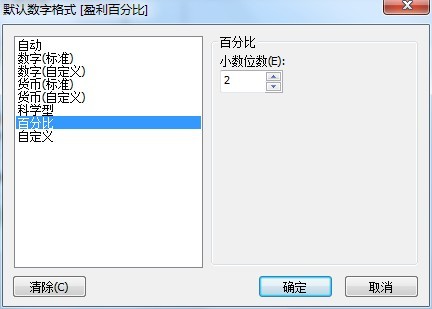 默认数字格式 [盈利百分比]
自动
数字(标准)
数字(自定义)
货币(标准)
货币(自定义)
科学型
百分比
自定义
百分比
小数位数(E):
2
清除(C)
确定
取消